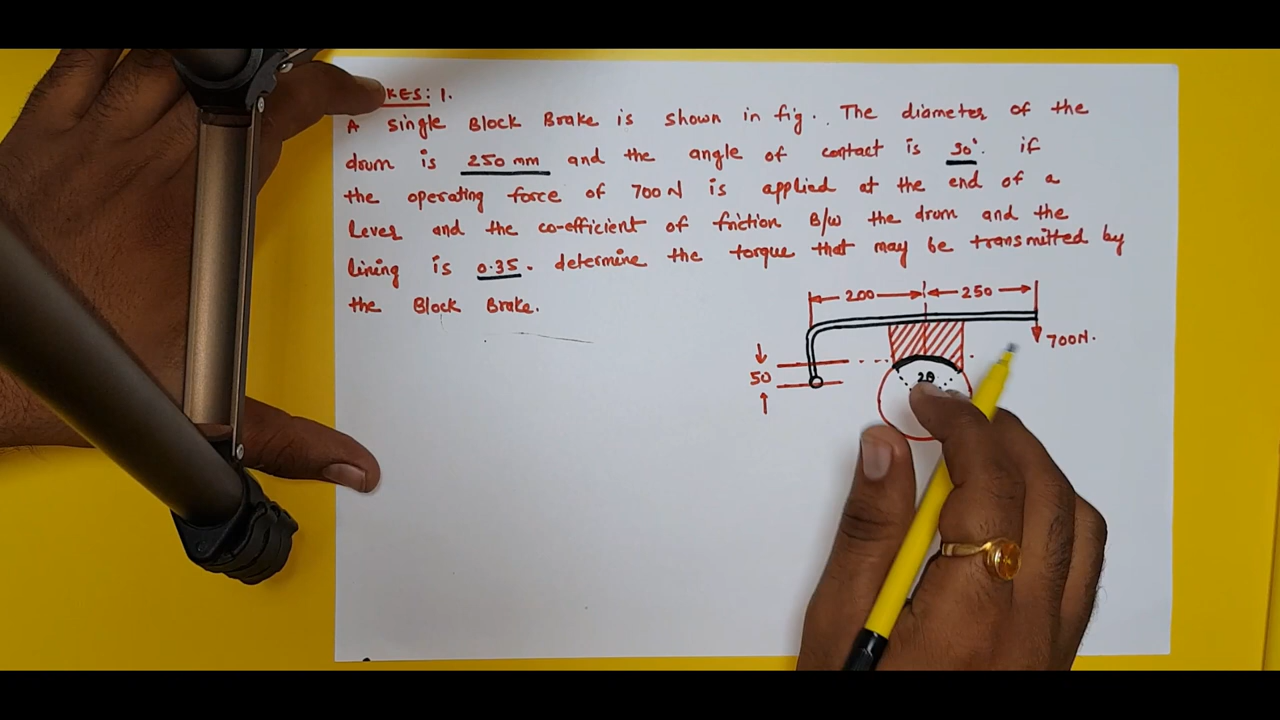 KES: 1.
A single Block Brake is shown in fig. The diameter of the
drum is 250 mm and the angle of contact is 90°. if
the operating force of 700 N is applied at the end of a
Lever and the co-efficient of friction B/w the drum and the
lining is 0.35. determine the torque that may be transmitted by
the Block Brake.
200 250
700N.
50
2θ